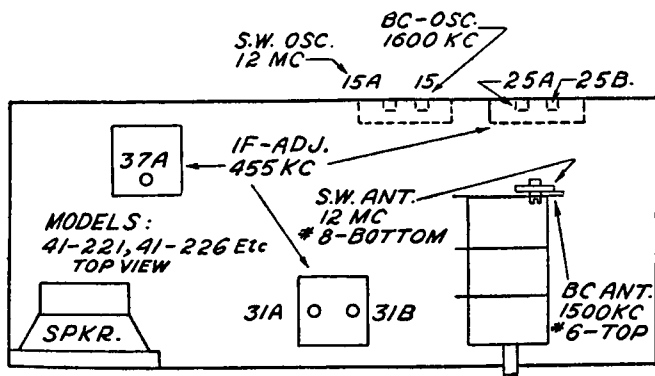 BC-OSC.
1600 KC
S.W. OSC.
12 MC
15A 15
25A 25B.
37A
IF-ADJ.
455 KC
S.W. ANT.
12 MC
#8-BOTTOM
MODELS:
41-221, 41-226 Etc
TOP VIEW
31A 31B
BC ANT.
1500KC
#6-TOP
SPKR.